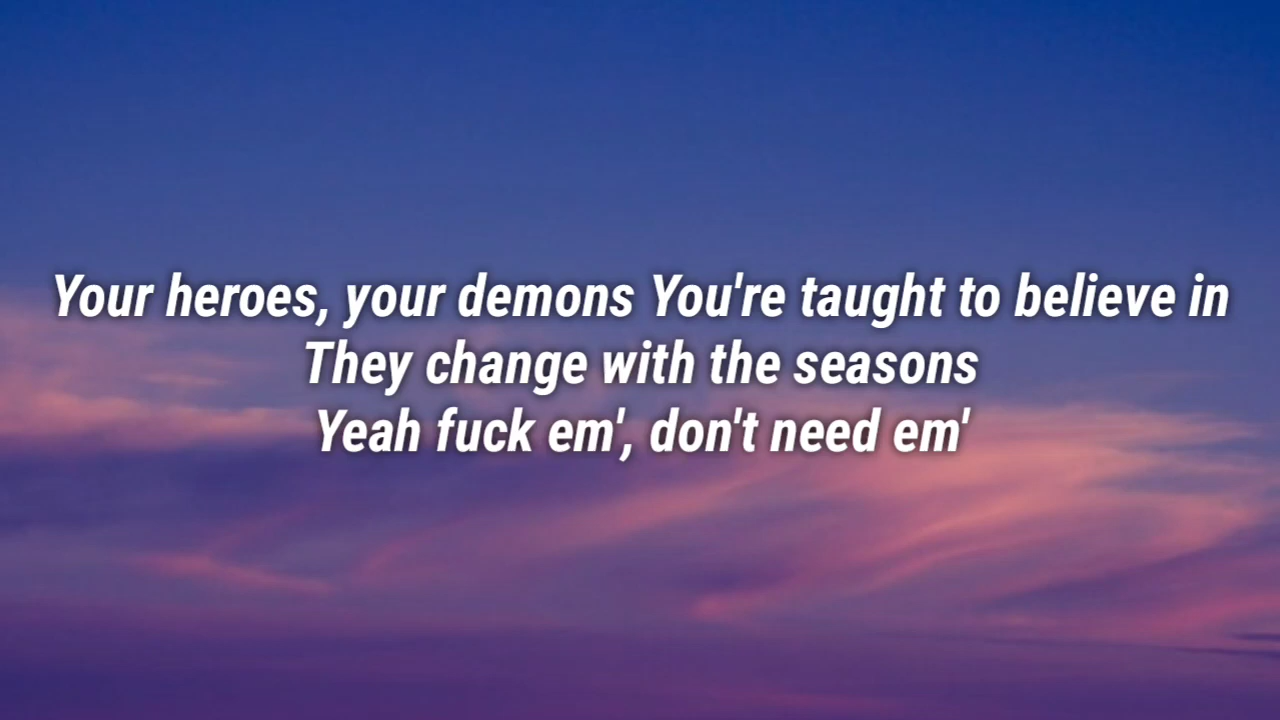 Your heroes, your demons You're taught to believe in
They change with the seasons
Yeah fuck em', don't need em'